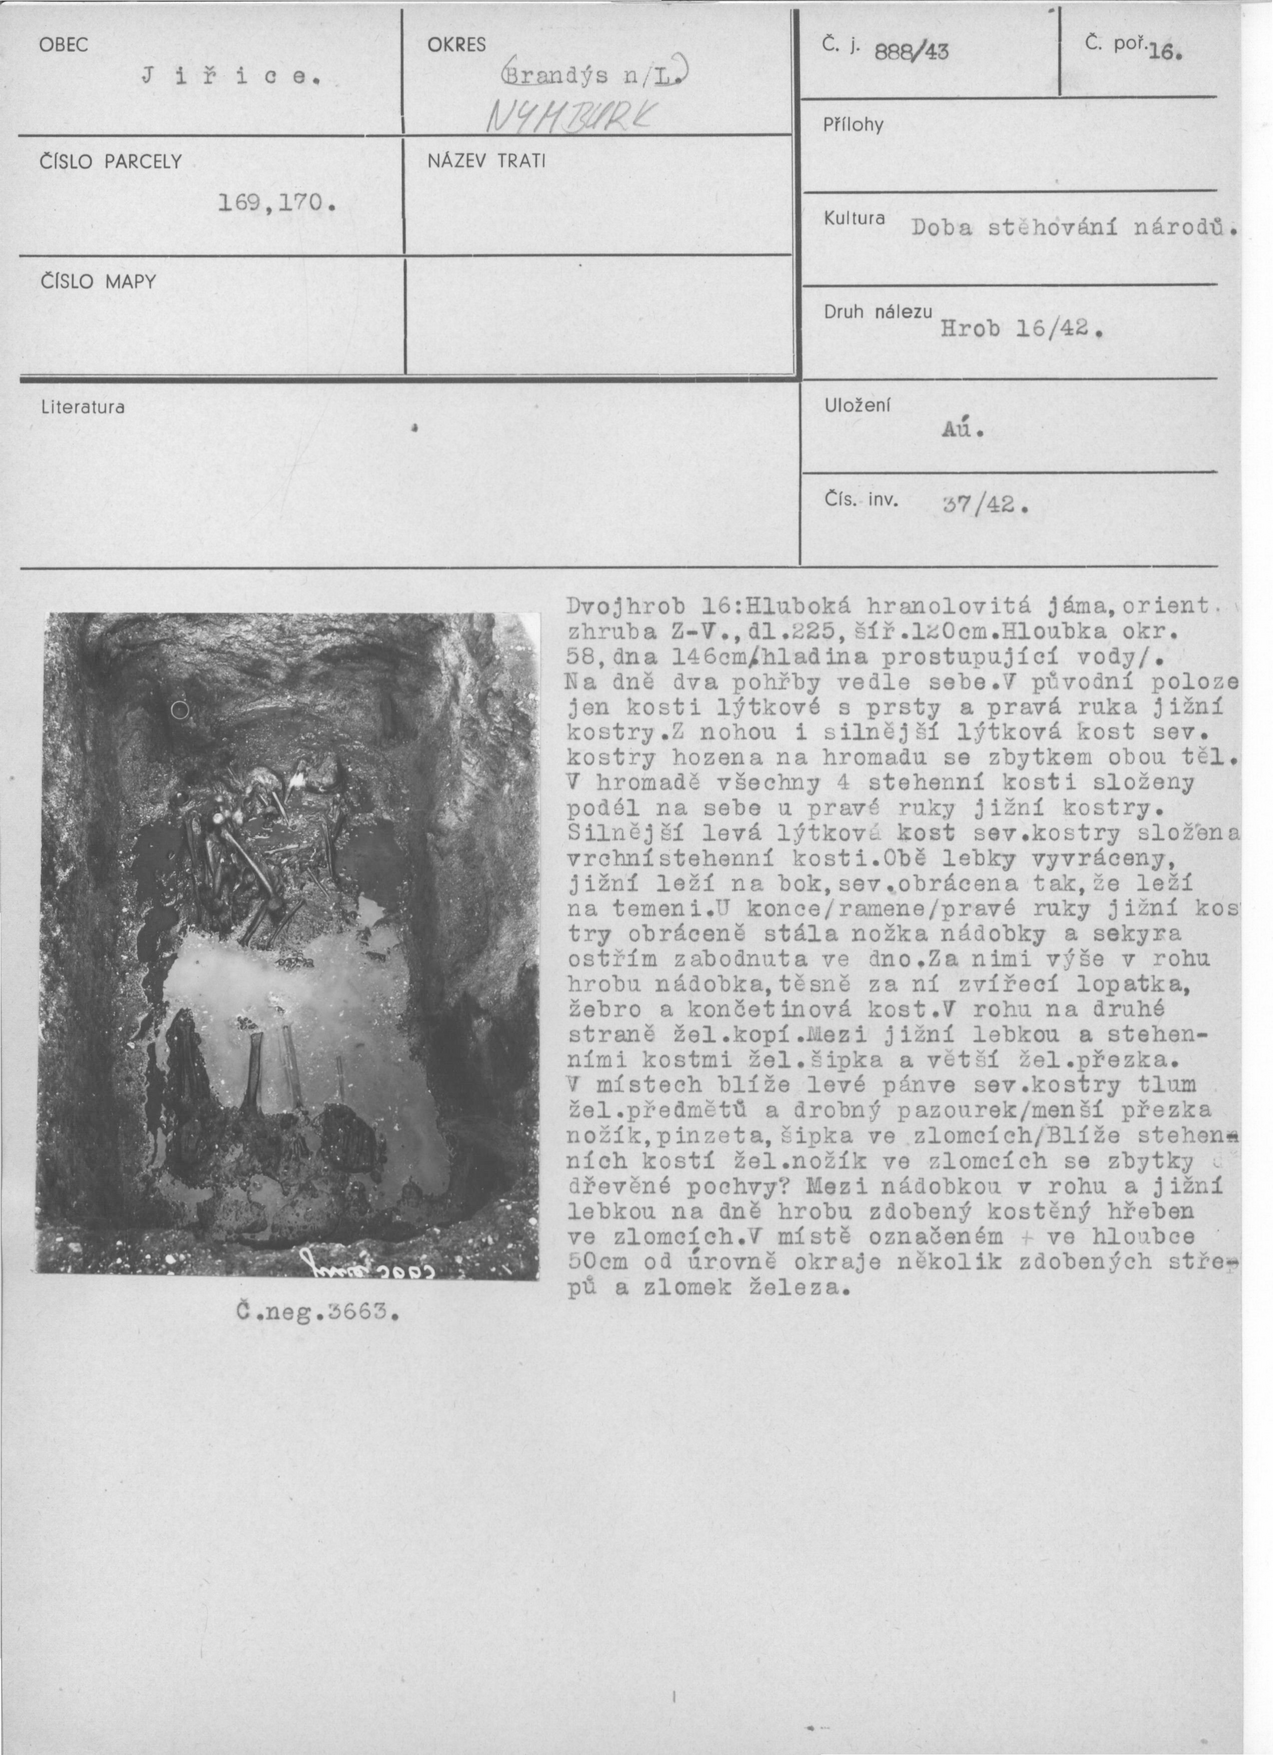 OBEC
J i ř i c e .
OKRES
(Brandýs n/L.)
NYMBURK
Č. j. 888/43
Č. poř. 16.
Přílohy
ČÍSLO PARCELY
169,170.
NÁZEV TRATI
Kultura Doba stěhování národů.
ČÍSLO MAPY
Druh nálezu Hrob 16/42.
Literatura
Uložení
Aú.
Čís. inv. 37/42.
Dvojhrob 16:Hluboká hranolovitá jáma,orient.
zhruba Z-V.,dl.225,šíř.120cm.Hloubka okr.
58,dna 146cm/hladina prostupující vody/.
Na dně dva pohřby vedle sebe.V původní poloze
jen kosti lýtkové s prsty a pravá ruka jižní
kostry.Z nohou i silnější lýtková kost sev.
kostry hozena na hromadu se zbytkem obou těl.
V hromadě všechny 4 stehenní kosti složeny
podél na sebe u pravé ruky jižní kostry.
Silnější levá lýtková kost sev.kostry složena
vrchnístehenní kosti.Obě lebky vyvráceny,
jižní leží na bok,sev.obrácena tak,že leží
na temeni.U konce/ramene/pravé ruky jižní kos
try obráceně stála nožka nádobky a sekyra
ostřím zabodnuta ve dno.Za nimi výše v rohu
hrobu nádobka,těsně za ní zvířecí lopatka,
žebro a končetinová kost.V rohu na druhé
straně žel.kopí.Mezi jižní lebkou a stehen-
ními kostmi žel.šipka a větší žel.přezka.
V místech blíže levé pánve sev.kostry tlum
žel.předmětů a drobný pazourek/menší přezka
nožík,pinzeta,šipka ve zlomcích/Blíže stehen-
ních kostí žel.nožík ve zlomcích se zbytky
dřevěné pochvy? Mezi nádobkou v rohu a jižní
lebkou na dně hrobu zdobený kostěný hřeben
ve zlomcích.V místě označeném + ve hloubce
50cm od úrovně okraje několik zdobených stře-
pů a zlomek železa.
Č.neg.3663.